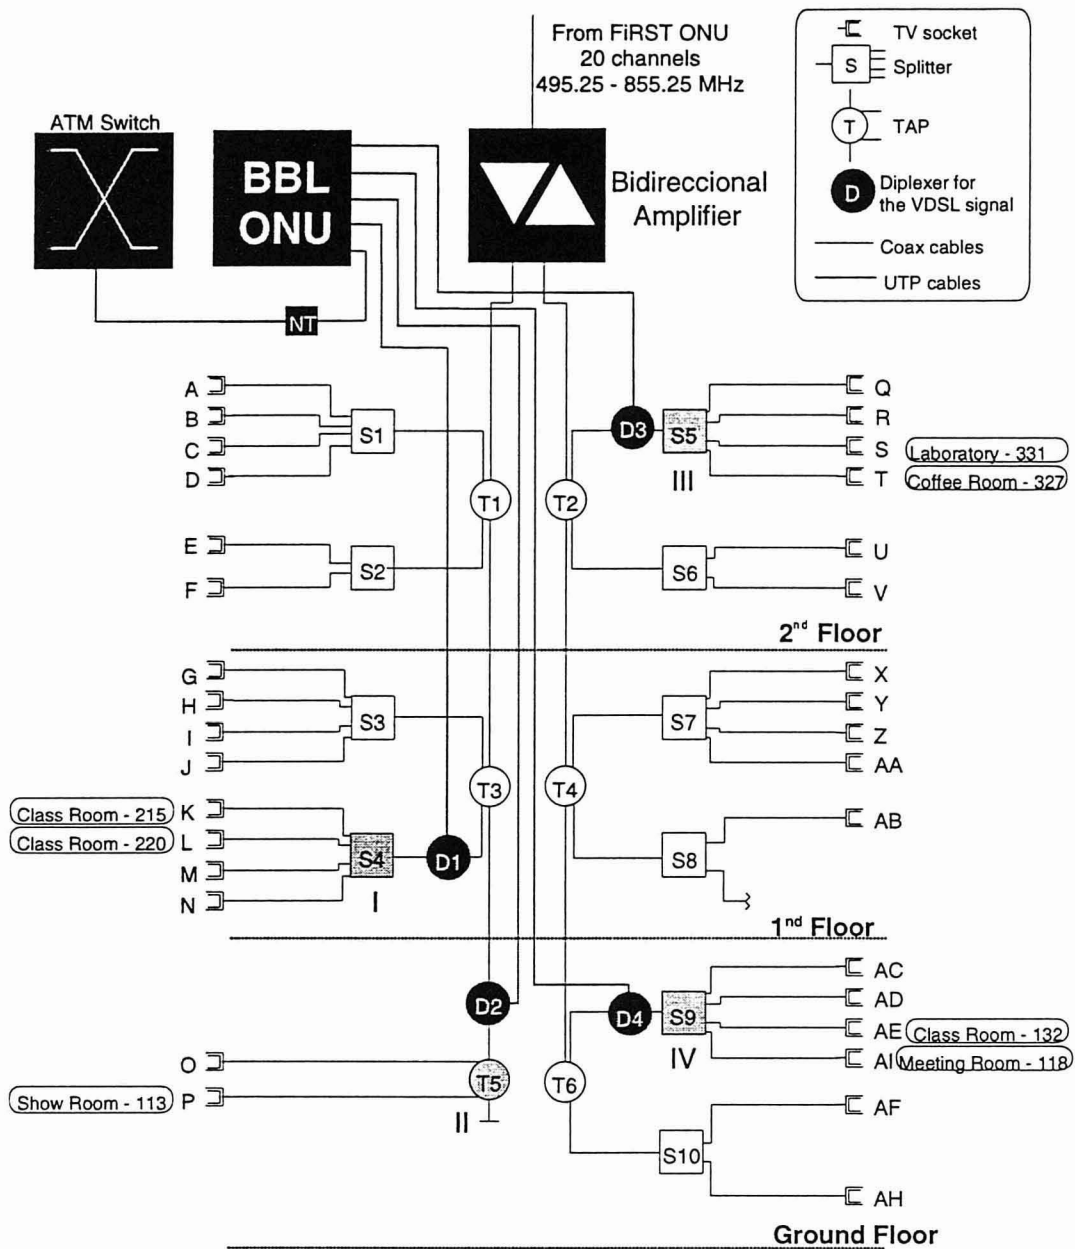 From FiRST ONU
20 channels
495.25 - 855.25 MHz
TV socket
S
Splitter
T
TAP
D
Diplexer for
the VDSL signal
Coax cables
UTP cables
ATM Switch
BBL
ONU
Bidireccional
Amplifier
NT
A
B
C
D
S1
E
F
S2
T1
T2
D3
S5
III
Q
R
S
Laboratory - 331
T
Coffee Room - 327
S6
U
V
2nd Floor
G
H
I
J
S3
T3
Class Room - 215
K
Class Room - 220
L
M
N
S4
I
D1
T4
S7
X
Y
Z
AA
S8
AB
1nd Floor
D2
O
Show Room - 113
P
T5
II
D4
S9
IV
AC
AD
AE
Class Room - 132
AI
Meeting Room - 118
T6
S10
AF
AH
Ground Floor